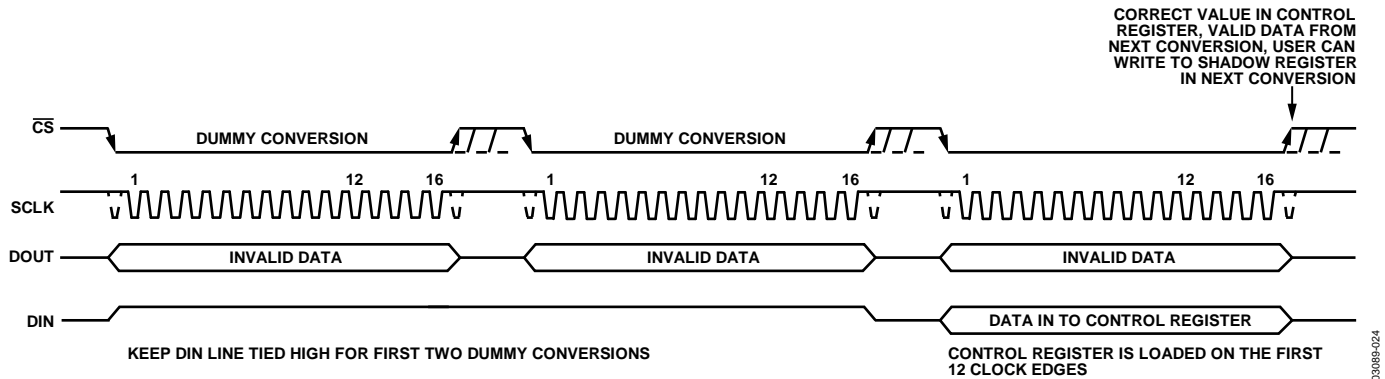 CORRECT VALUE IN CONTROL
REGISTER, VALID DATA FROM
NEXT CONVERSION, USER CAN
WRITE TO SHADOW REGISTER
IN NEXT CONVERSION
CS DUMMY CONVERSION DUMMY CONVERSION
SCLK 1 12 16 1 12 16 1 12 16
DOUT INVALID DATA INVALID DATA INVALID DATA
DIN DATA IN TO CONTROL REGISTER
KEEP DIN LINE TIED HIGH FOR FIRST TWO DUMMY CONVERSIONS
CONTROL REGISTER IS LOADED ON THE FIRST
12 CLOCK EDGES
03089-024